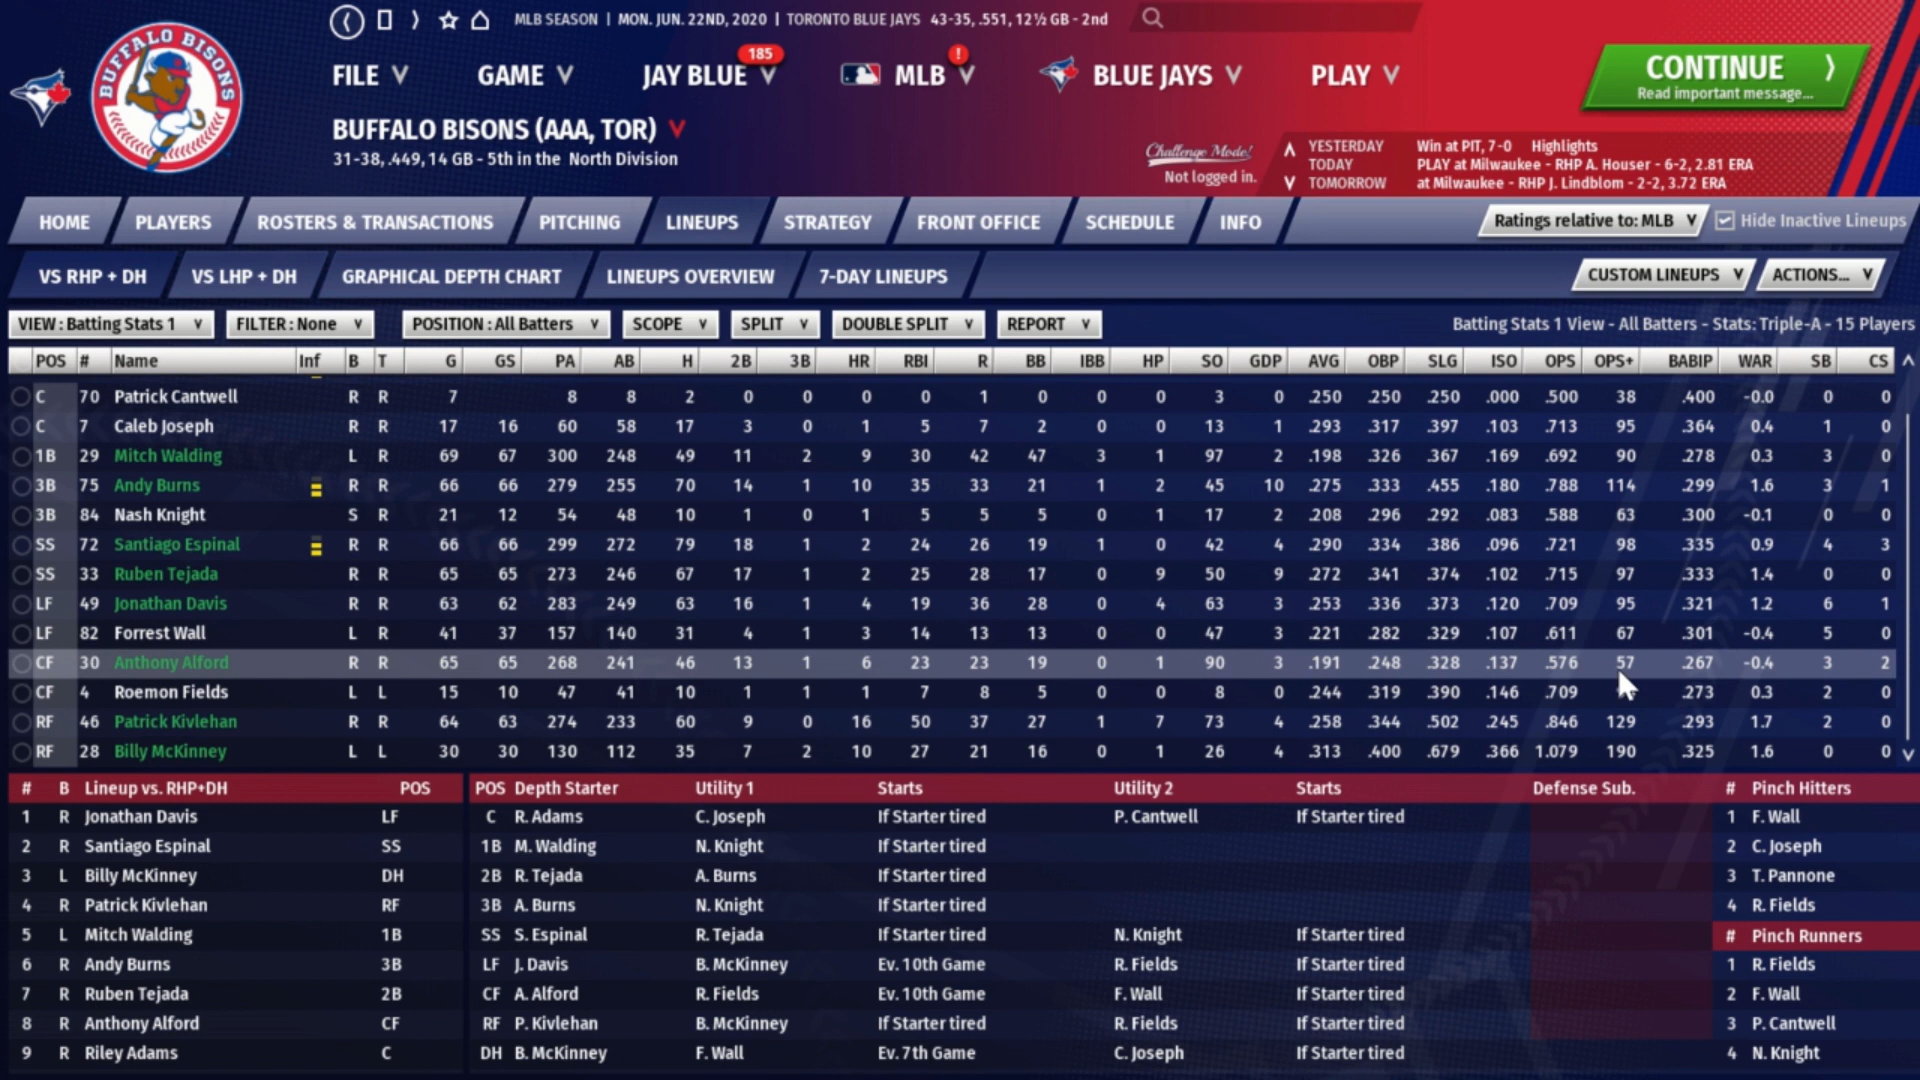 BUFFALO BISONS
MLB SEASON | MON. JUN. 22ND, 2020 | TORONTO BLUE JAYS 43-35, .551, 12½ GB - 2nd
FILE GAME JAY BLUE 185 MLB ! BLUE JAYS PLAY
CONTINUE
Read important message...
BUFFALO BISONS (AAA, TOR)
31-38, .449, 14 GB - 5th in the North Division
Challenge Mode!
Not logged in.
YESTERDAY Win at PIT, 7-0 Highlights
TODAY PLAY at Milwaukee - RHP A. Houser - 6-2, 2.81 ERA
TOMORROW at Milwaukee - RHP J. Lindblom - 2-2, 3.72 ERA
HOME PLAYERS ROSTERS & TRANSACTIONS PITCHING LINEUPS STRATEGY FRONT OFFICE SCHEDULE INFO Ratings relative to: MLB Hide Inactive Lineups
VS RHP + DH VS LHP + DH GRAPHICAL DEPTH CHART LINEUPS OVERVIEW 7-DAY LINEUPS CUSTOM LINEUPS ACTIONS...
VIEW : Batting Stats 1 FILTER : None POSITION : All Batters SCOPE SPLIT DOUBLE SPLIT REPORT Batting Stats 1 View - All Batters - Stats: Triple-A - 15 Players
POS # Name Inf B T G GS PA AB H 2B 3B HR RBI R BB IBB HP SO GDP AVG OBP SLG ISO OPS OPS+ BABIP WAR SB CS
C 70 Patrick Cantwell R R 7 8 8 2 0 0 0 0 1 0 0 0 3 0 .250 .250 .250 .000 .500 38 .400 -0.0 0 0
C 7 Caleb Joseph R R 17 16 60 58 17 3 0 1 5 7 2 0 0 13 1 .293 .317 .397 .103 .713 95 .364 0.4 1 0
1B 29 Mitch Walding L R 69 67 300 248 49 11 2 9 30 42 47 3 1 97 2 .198 .326 .367 .169 .692 90 .278 0.3 3 0
3B 75 Andy Burns R R 66 66 279 255 70 14 1 10 35 33 21 1 2 45 10 .275 .333 .455 .180 .788 114 .299 1.6 3 1
3B 84 Nash Knight S R 21 12 54 48 10 1 0 1 5 5 5 0 1 17 2 .208 .296 .292 .083 .588 63 .300 -0.1 0 0
SS 72 Santiago Espinal R R 66 66 299 272 79 18 1 2 24 26 19 1 0 42 4 .290 .334 .386 .096 .721 98 .335 0.9 4 3
SS 33 Ruben Tejada R R 65 65 273 246 67 17 1 2 25 28 17 0 9 50 9 .272 .341 .374 .102 .715 97 .333 1.4 0 0
LF 49 Jonathan Davis R R 63 62 283 249 63 16 1 4 19 36 28 0 4 63 3 .253 .336 .373 .120 .709 95 .321 1.2 6 1
LF 82 Forrest Wall L R 41 37 157 140 31 4 1 3 14 13 13 0 0 47 3 .221 .282 .329 .107 .611 67 .301 -0.4 5 0
CF 30 Anthony Alford R R 65 65 268 241 46 13 1 6 23 23 19 0 1 90 3 .191 .248 .328 .137 .576 57 .267 -0.4 3 2
CF 4 Roemon Fields L L 15 10 47 41 10 1 1 1 7 8 5 0 0 8 0 .244 .319 .390 .146 .709 .273 0.3 2 0
RF 46 Patrick Kivlehan R R 64 63 274 233 60 9 0 16 50 37 27 1 7 73 4 .258 .344 .502 .245 .846 129 .293 1.7 2 0
RF 28 Billy McKinney L L 30 30 130 112 35 7 2 10 27 21 16 0 1 26 4 .313 .400 .679 .366 1.079 190 .325 1.6 0 0
# B Lineup vs. RHP+DH POS POS Depth Starter Utility 1 Starts Utility 2 Starts Defense Sub. # Pinch Hitters
1 R Jonathan Davis LF C R. Adams C. Joseph If Starter tired P. Cantwell If Starter tired 1 F. Wall
2 R Santiago Espinal SS 1B M. Walding N. Knight If Starter tired 2 C. Joseph
3 L Billy McKinney DH 2B R. Tejada A. Burns If Starter tired 3 T. Pannone
4 R Patrick Kivlehan RF 3B A. Burns N. Knight If Starter tired 4 R. Fields
5 L Mitch Walding 1B SS S. Espinal R. Tejada If Starter tired N. Knight If Starter tired # Pinch Runners
6 R Andy Burns 3B LF J. Davis B. McKinney Ev. 10th Game R. Fields If Starter tired 1 R. Fields
7 R Ruben Tejada 2B CF A. Alford R. Fields Ev. 10th Game F. Wall If Starter tired 2 F. Wall
8 R Anthony Alford CF RF P. Kivlehan B. McKinney If Starter tired R. Fields If Starter tired 3 P. Cantwell
9 R Riley Adams C DH B. McKinney F. Wall Ev. 7th Game C. Joseph If Starter tired 4 N. Knight